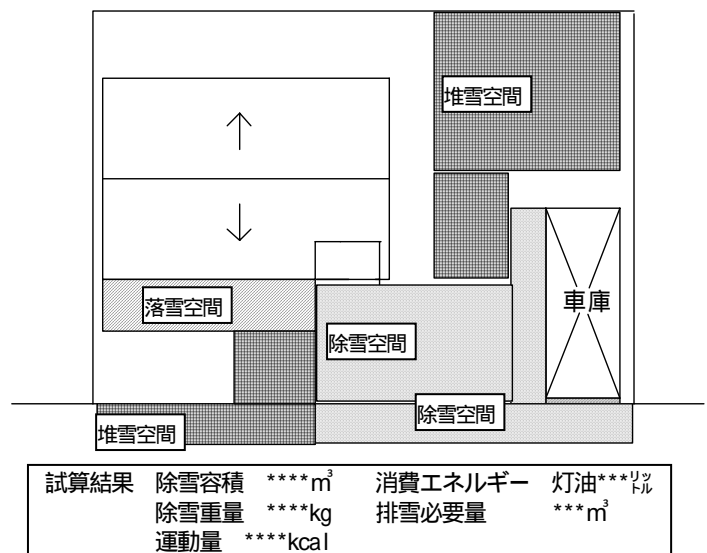 堆雪空間
落雪空間
車庫
除雪空間
除雪空間
堆雪空間
試算結果 除雪容積 ****㎥ 消費エネルギー 灯油***リットル
除雪重量 ****kg 排雪必要量 ***㎥
運動量 ****kcal